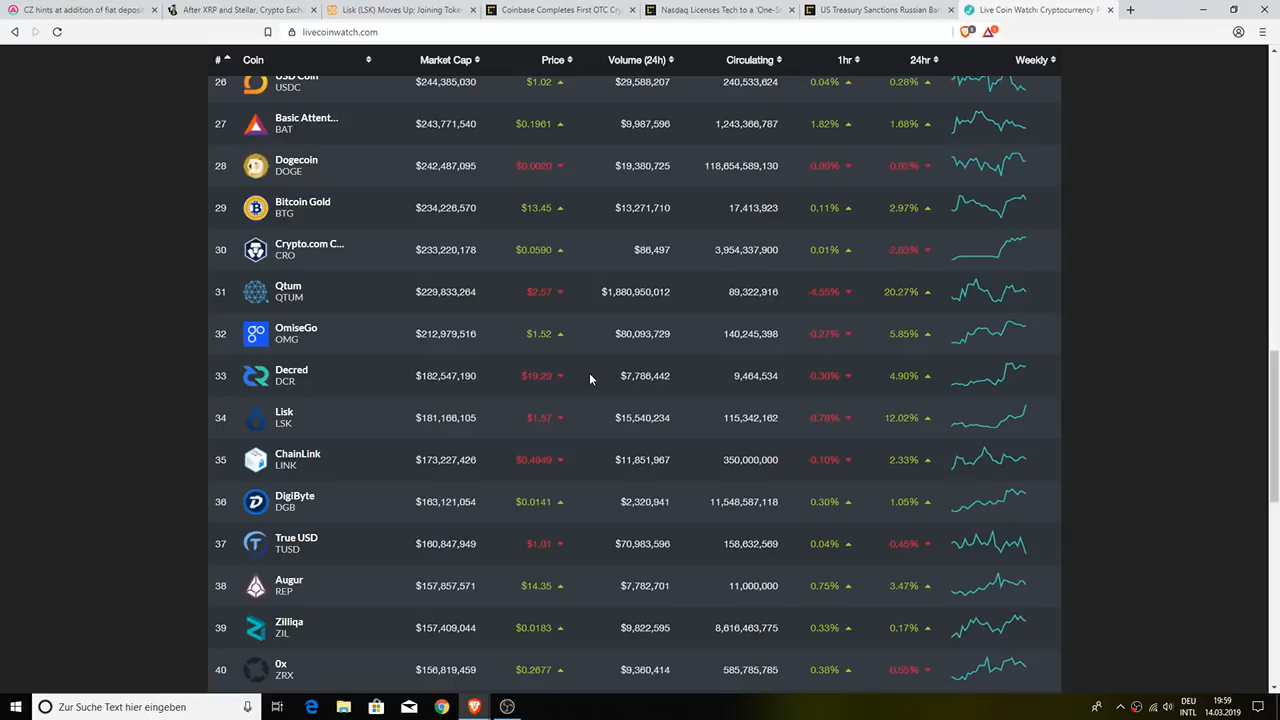 CZ hints at addition of fiat deposit
After XRP and Stellar, Crypto Exch
Lisk (LSK) Moves Up; Joining Toke
Coinbase Completes First OTC Cry
Nasdaq Licenses Tech to a 'One-S
US Treasury Sanctions Russian Ba
Live Coin Watch: Cryptocurrency P
livecoinwatch.com
# Coin Market Cap Price Volume (24h) Circulating 1hr 24hr Weekly
26 USD Coin USDC $244,385,030 $1.02 $29,588,207 240,533,624 0.04% 0.28%
27 Basic Attent... BAT $243,771,540 $0.1961 $9,987,596 1,243,366,787 1.82% 1.68%
28 Dogecoin DOGE $242,487,095 $0.0020 $19,380,725 118,654,589,130
29 Bitcoin Gold BTG $234,226,570 $13.45 $13,271,710 17,413,923 0.11% 2.97%
30 Crypto.com C... CRO $233,220,178 $0.0590 $86,497 3,954,337,900 0.01%
31 Qtum QTUM $229,833,264 $2.57 $1,880,950,012 89,322,916 -4.55% 20.27%
32 OmiseGo OMG $212,979,516 $1.52 $80,093,729 140,245,398 -0.27% 5.85%
33 Decred DCR $182,547,190 $19.29 $7,786,442 9,464,534 -0.30% 4.90%
34 Lisk LSK $181,166,105 $1.57 $15,540,234 115,342,162 -0.78% 12.02%
35 ChainLink LINK $173,227,426 $0.4949 $11,851,967 350,000,000 -0.10% 2.33%
36 DigiByte DGB $163,121,054 $0.0141 $2,320,941 11,548,587,118 0.30% 1.05%
37 True USD TUSD $160,847,949 $1.01 $70,983,596 158,632,569 0.04% -0.45%
38 Augur REP $157,857,571 $14.35 $7,782,701 11,000,000 0.75% 3.47%
39 Zilliqa ZIL $157,409,044 $0.0183 $9,822,595 8,616,463,775 0.33% 0.17%
40 0x ZRX $156,819,459 $0.2677 $9,360,414 585,785,785 0.38% -0.55%
Zur Suche Text hier eingeben
DEU
INTL
19:59
14.03.2019